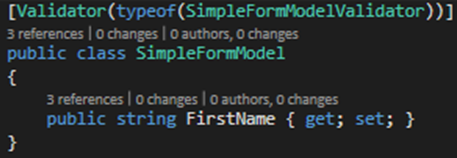 [Validator(typeof(SimpleFormModelValidator))]
3 references | 0 changes | 0 authors, 0 changes
public class SimpleFormModel
{
3 references | 0 changes | 0 authors, 0 changes
public string FirstName { get; set; }
}